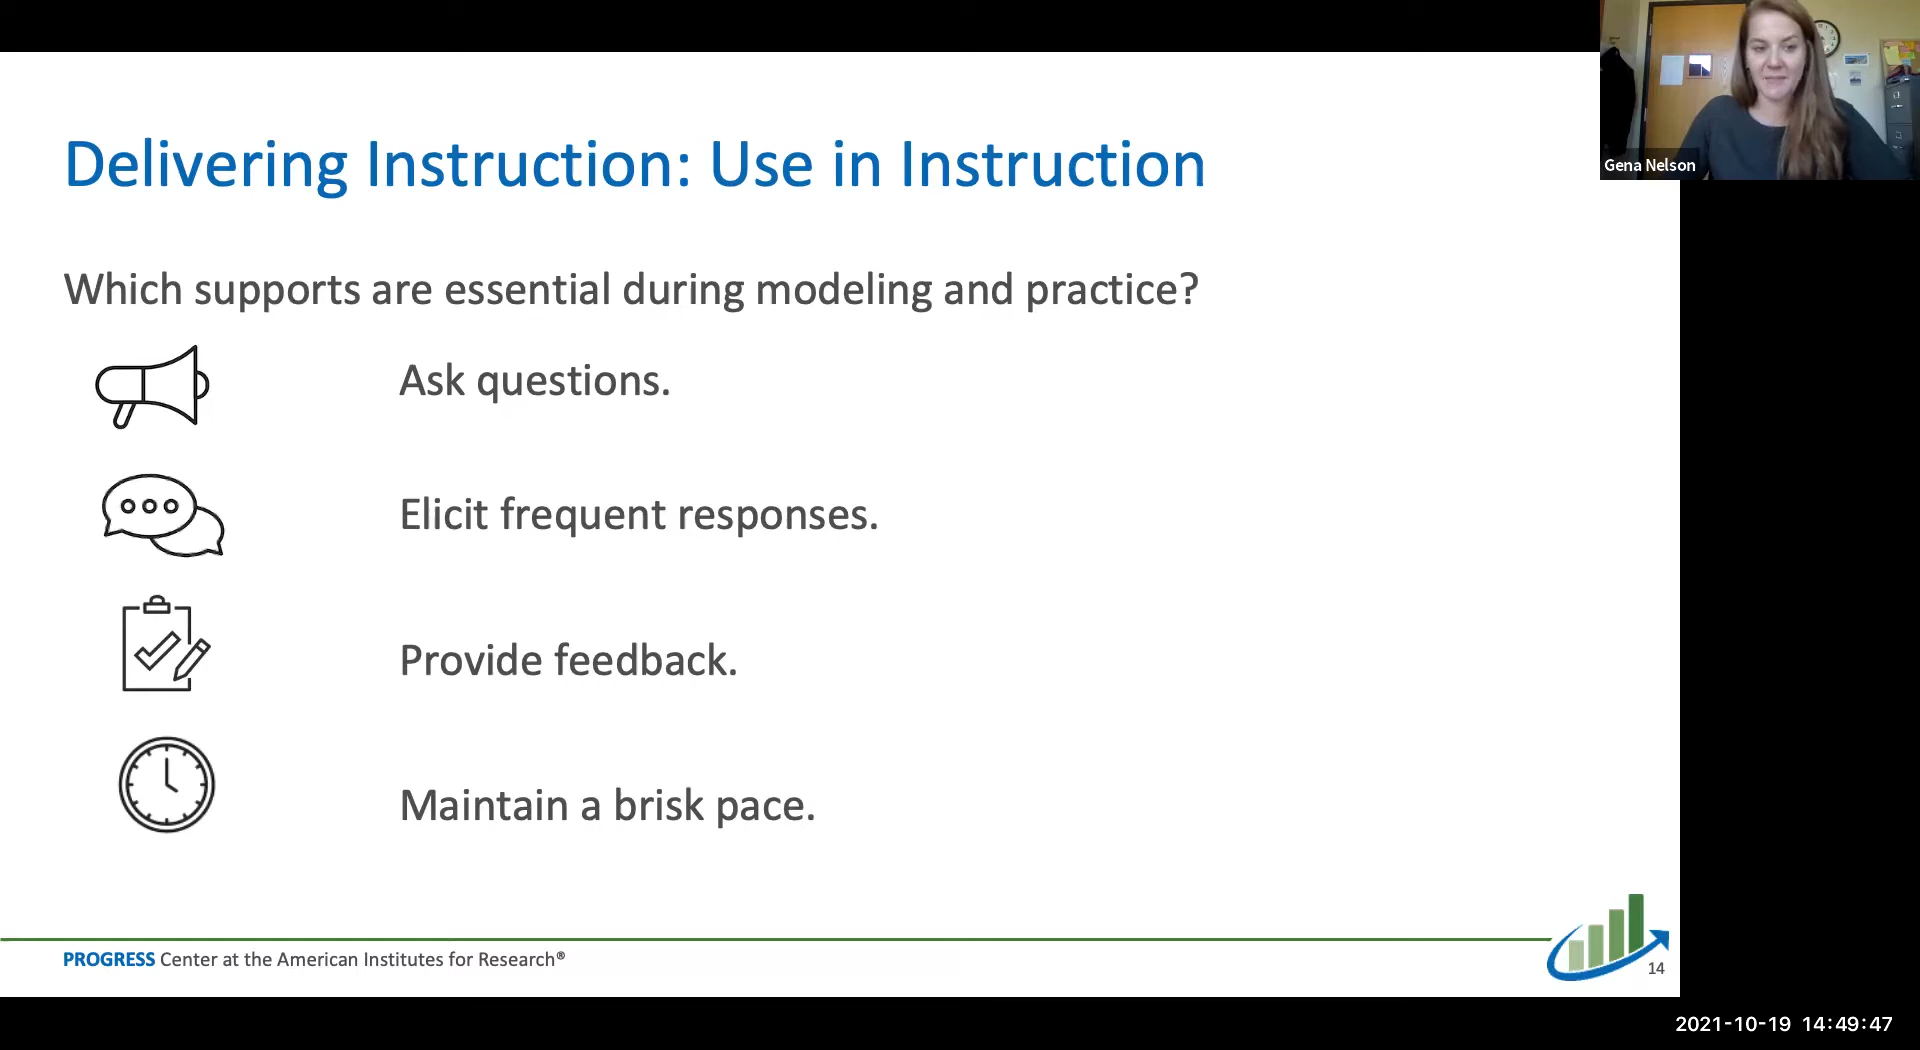 Delivering Instruction: Use in Instruction
Gena Nelson
Which supports are essential during modeling and practice?
Ask questions.
Elicit frequent responses.
Provide feedback.
Maintain a brisk pace.
PROGRESS Center at the American Institutes for Research®
14
2021-10-19 14:49:47